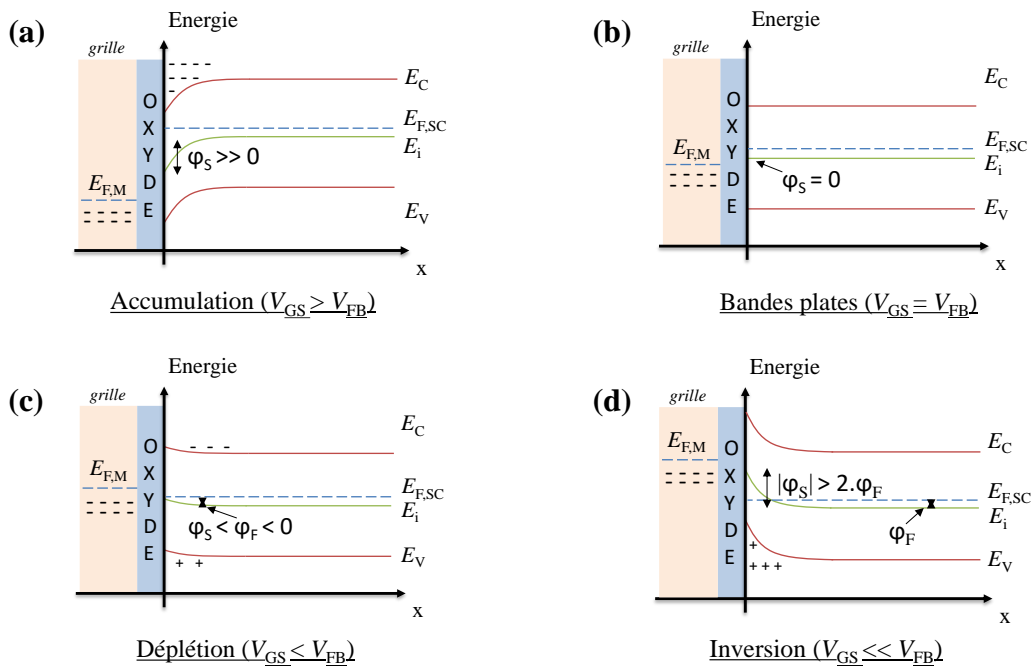 (a)
Energie
grille
- - - - -
- - - -
-
E_C
O
X
Y
D
E
E_F,SC
E_i
φ_S >> 0
E_F,M
- - - -
- - - -
E_V
x
Accumulation (V_GS > V_FB)
(b)
Energie
grille
E_C
O
X
Y
D
E
E_F,SC
E_F,M
E_i
- - - -
- - - -
φ_S = 0
E_V
x
Bandes plates (V_GS = V_FB)
(c)
Energie
grille
E_C
O
X
Y
D
E
- - -
E_F,M
E_F,SC
- - - -
- - - -
E_i
φ_S < φ_F < 0
E_V
+ +
x
Déplétion (V_GS < V_FB)
(d)
Energie
grille
E_C
O
X
Y
D
E
E_F,M
- - - -
- - - -
|φ_S| > 2.φ_F
E_F,SC
E_i
φ_F
+
+ + +
E_V
x
Inversion (V_GS << V_FB)